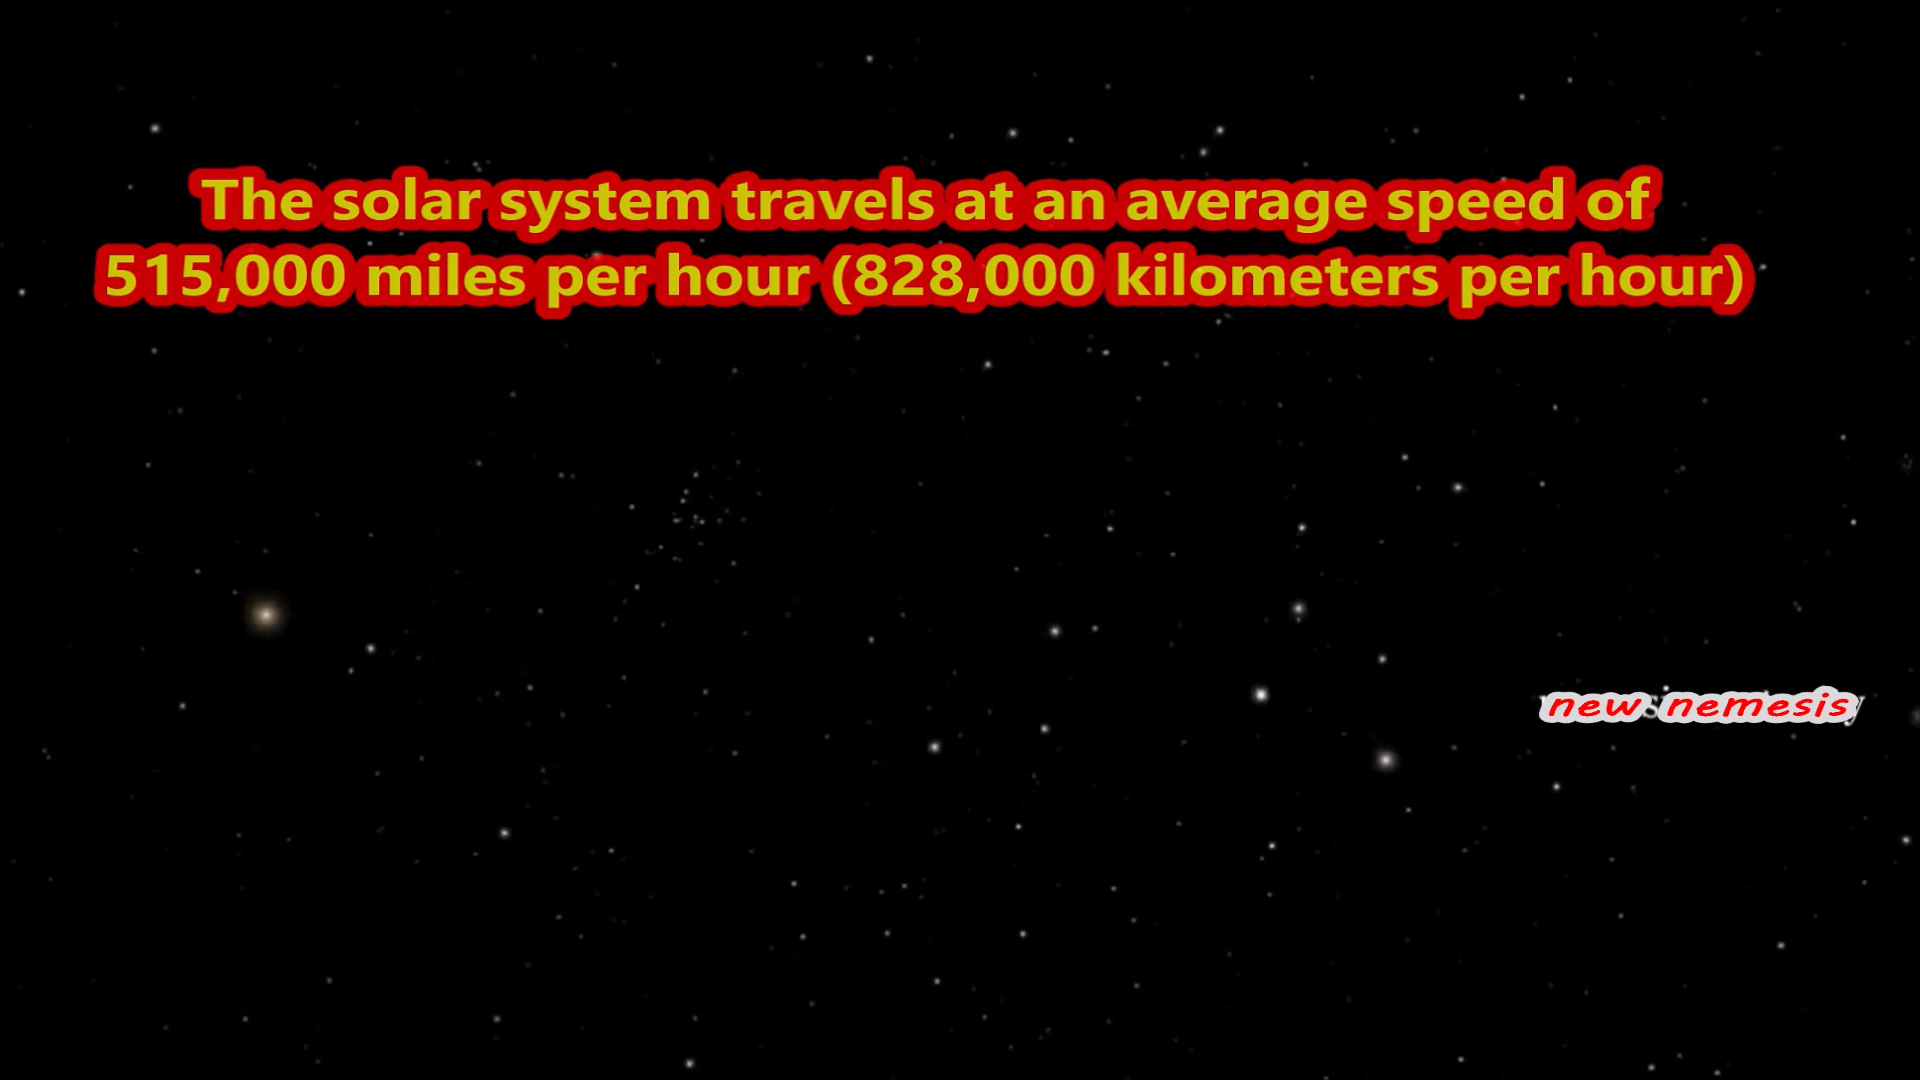 The solar system travels at an average speed of
515,000 miles per hour (828,000 kilometers per hour)
new nemesis